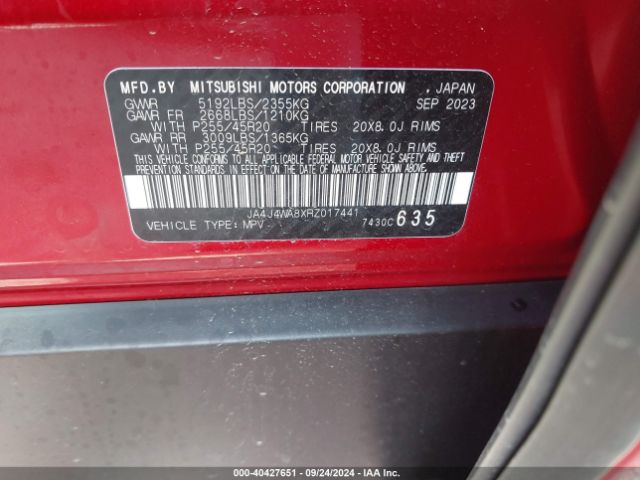 MFD.BY MITSUBISHI MOTORS CORPORATION , JAPAN
GVWR 5192LBS/2355KG SEP 2023
GAWR FR 2668LBS/1210KG
WITH P255/45R20 TIRES 20X8.0J RIMS
GAWR RR 3009LBS/1365KG
WITH P255/45R20 TIRES 20X8.0J RIMS
THIS VEHICLE CONFORMS TO ALL APPLICABLE FEDERAL MOTOR VEHICLE SAFETY AND THEFT
PREVENTION STANDARDS IN EFFECT ON THE DATE OF MANUFACTURE SHOWN ABOVE.
JA4J4WA8XRZ017441
VEHICLE TYPE: MPV 7430C 635
000-40427651 - 09/24/2024 - IAA Inc.